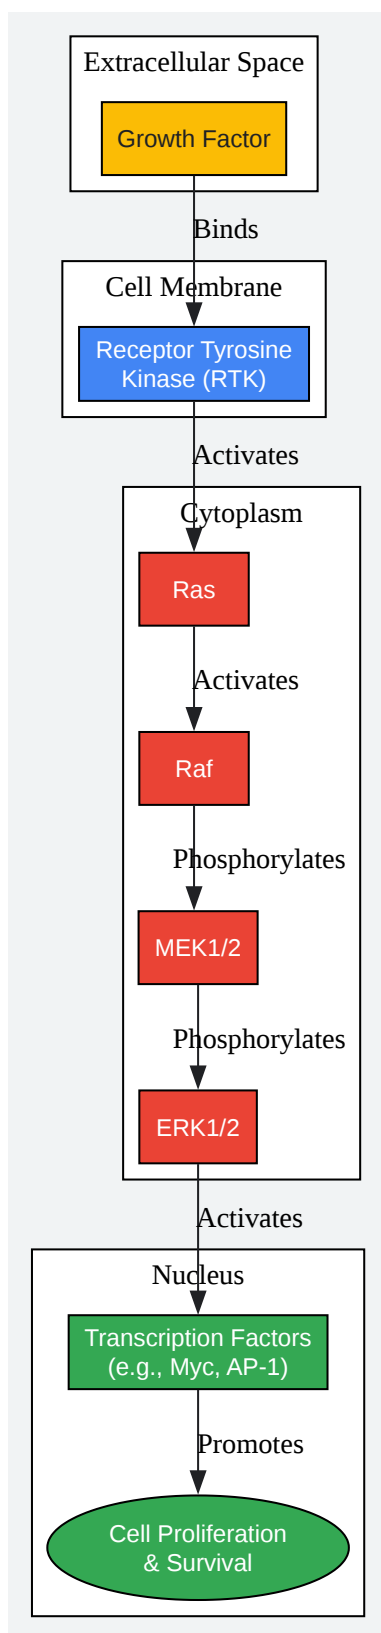 Extracellular Space
Growth Factor
Binds
Cell Membrane
Receptor Tyrosine
Kinase (RTK)
Activates
Cytoplasm
Ras
Activates
Raf
Phosphorylates
MEK1/2
Phosphorylates
ERK1/2
Activates
Nucleus
Transcription Factors
(e.g., Myc, AP-1)
Promotes
Cell Proliferation
& Survival